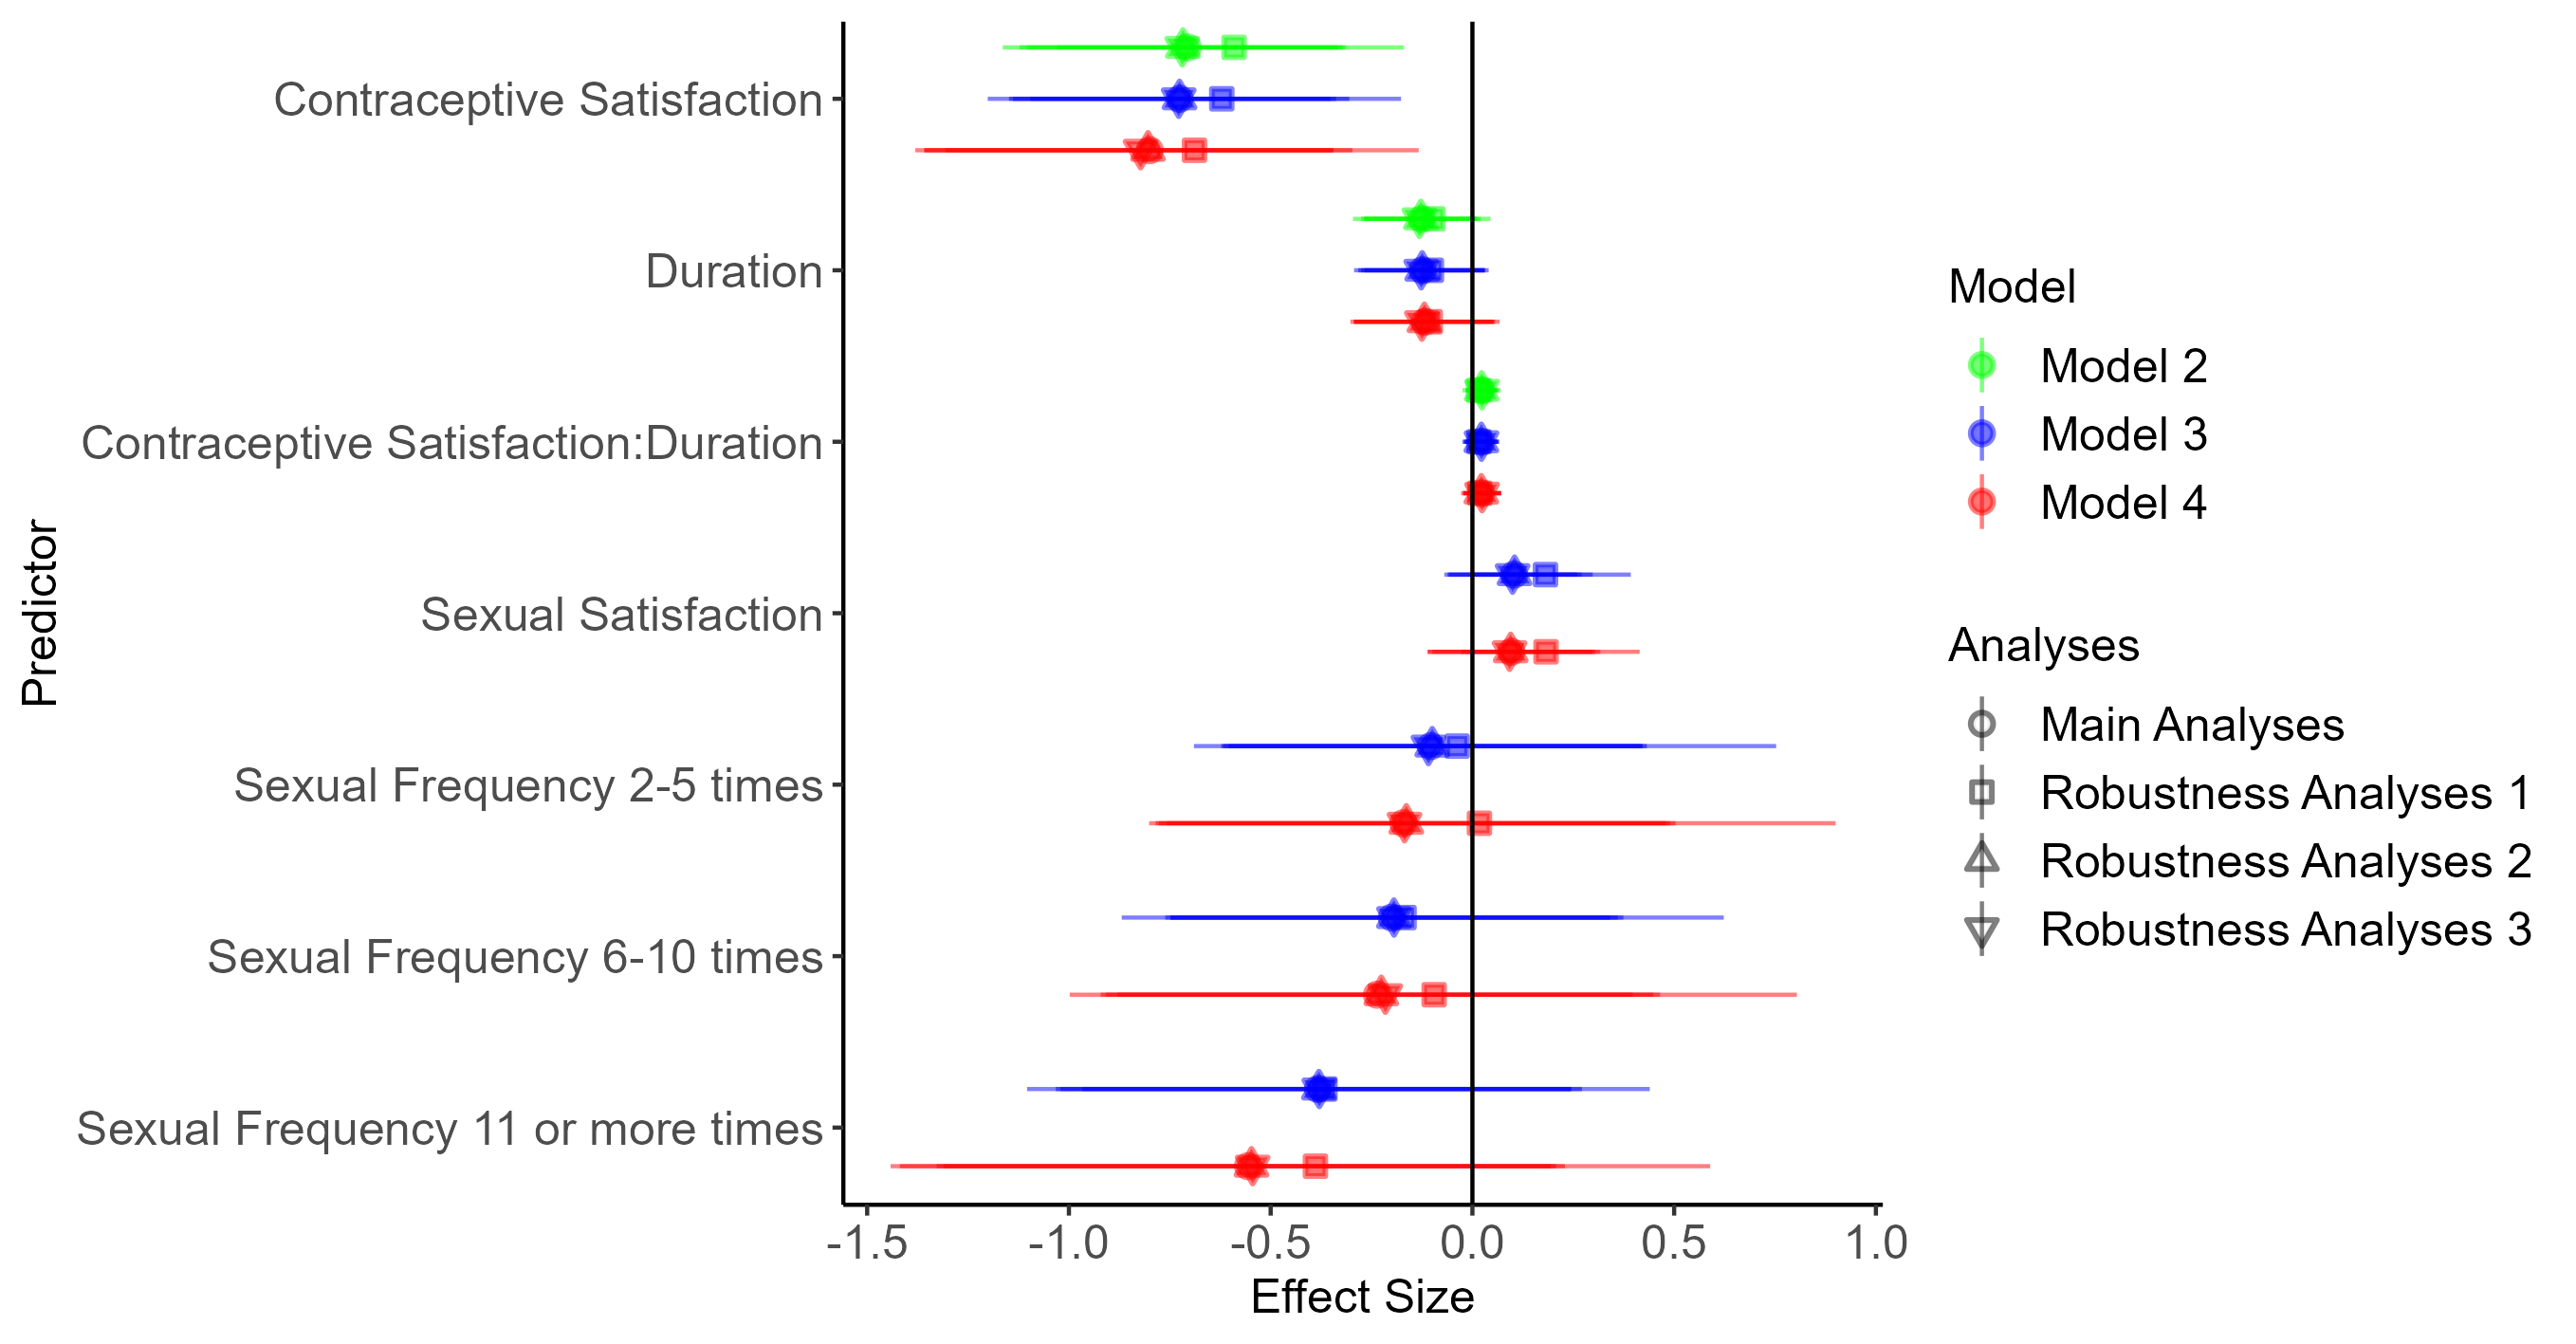 Predictor
Contraceptive Satisfaction
Duration
Contraceptive Satisfaction:Duration
Sexual Satisfaction
Sexual Frequency 2-5 times
Sexual Frequency 6-10 times
Sexual Frequency 11 or more times
-1.5 -1.0 -0.5 0.0 0.5 1.0
Effect Size
Model
Model 2
Model 3
Model 4
Analyses
Main Analyses
Robustness Analyses 1
Robustness Analyses 2
Robustness Analyses 3